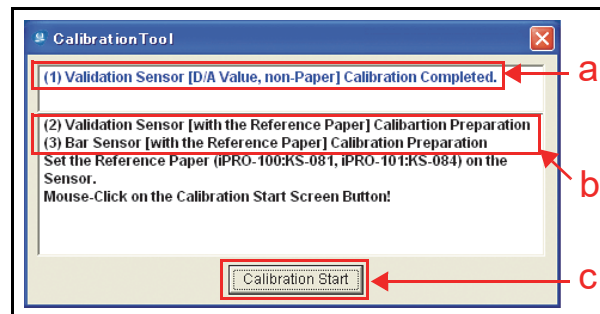 CalibrationTool
(1) Validation Sensor [D/A Value, non-Paper] Calibration Completed.
a
(2) Validation Sensor [with the Reference Paper] Calibartion Preparation
(3) Bar Sensor [with the Reference Paper] Calibration Preparation
Set the Reference Paper (iPRO-100:KS-081, iPRO-101:KS-084) on the
Sensor.
b
Mouse-Click on the Calibration Start Screen Button!
Calibration Start
c